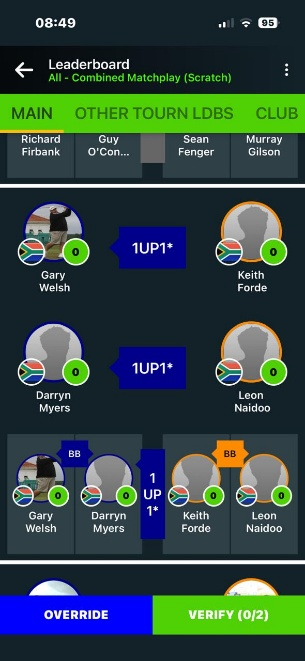 08:49
95
Leaderboard
All - Combined Matchplay (Scratch)
MAIN OTHER TOURN LDBS CLUB
Richard Guy Sean Murray
Firbank O'Con... Fenger Gilson
1UP1*
0 0
Gary Keith
Welsh Forde
1UP1*
0 0
Darryn Leon
Myers Naidoo
BB 1 BB
UP
0 0 1* 0 0
Gary Darryn Keith Leon
Welsh Myers Forde Naidoo
OVERRIDE VERIFY (0/2)